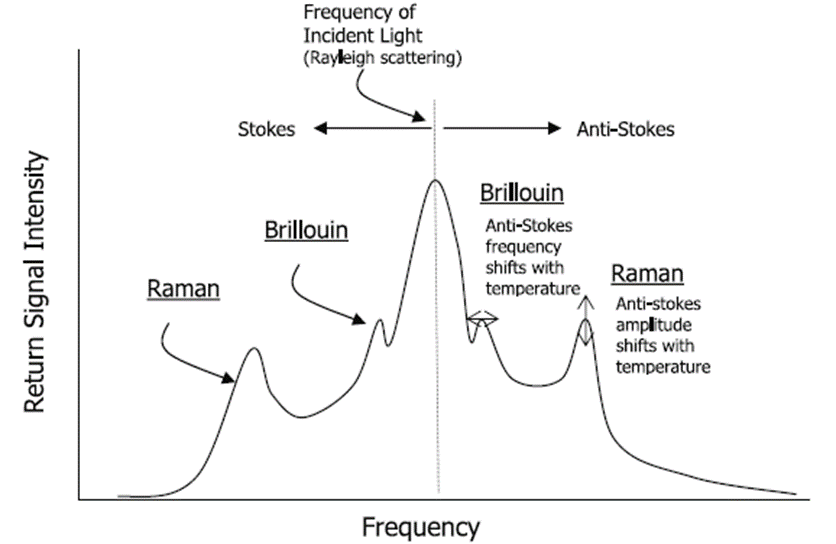 Frequency of
Incident Light
(Rayleigh scattering)
Stokes
Anti-Stokes
Brillouin
Anti-Stokes
frequency
shifts with
temperature
Brillouin
Raman
Raman
Anti-stokes
amplitude
shifts with
temperature
Return Signal Intensity
Frequency